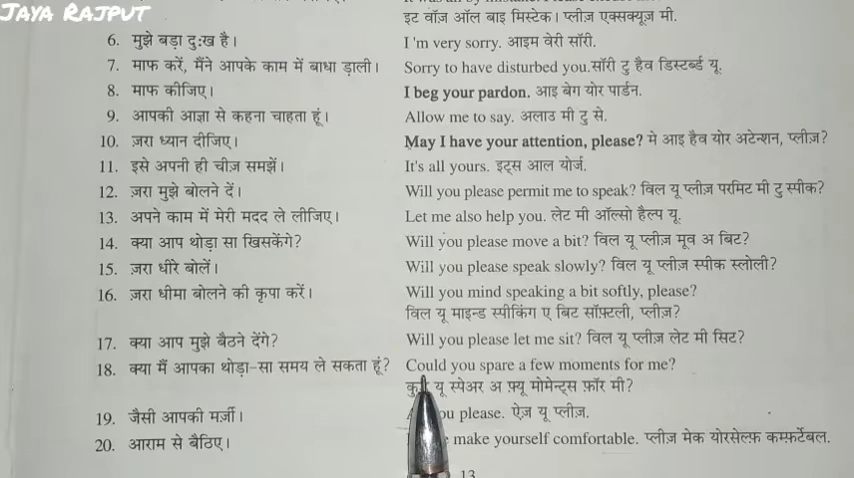 JAYA RAJPUT
इट वॉज़ ऑल बाइ मिस्टेक। प्लीज़ एक्सक्यूज़ मी.
6. मुझे बड़ा दुःख है। I 'm very sorry. आइम वेरी सॉरी.
7. माफ करें, मैंने आपके काम में बाधा ड़ाली। Sorry to have disturbed you.सॉरी टु हैव डिस्टर्ब्ड यू.
8. माफ कीजिए। I beg your pardon. आइ बेग योर पार्डन.
9. आपकी आज्ञा से कहना चाहता हूं। Allow me to say. अलाउ मी टु से.
10. ज़रा ध्यान दीजिए। May I have your attention, please? मे आइ हैव योर अटेन्शन, प्लीज़?
11. इसे अपनी ही चीज़ समझें। It's all yours. इट्स आल योर्ज.
12. ज़रा मुझे बोलने दें। Will you please permit me to speak? विल यू प्लीज़ परमिट मी टु स्पीक?
13. अपने काम में मेरी मदद ले लीजिए। Let me also help you. लेट मी ऑल्सो हैल्प यू.
14. क्या आप थोड़ा सा खिसकेंगे? Will you please move a bit? विल यू प्लीज़ मूव अ बिट?
15. ज़रा धीरे बोलें। Will you please speak slowly? विल यू प्लीज़ स्पीक स्लोली?
16. ज़रा धीमा बोलने की कृपा करें। Will you mind speaking a bit softly, please?
विल यू माइन्ड स्पीकिंग ए बिट सॉफ़्टली, प्लीज़?
17. क्या आप मुझे बैठने देंगे? Will you please let me sit? विल यू प्लीज़ लेट मी सिट?
18. क्या मैं आपका थोड़ा-सा समय ले सकता हूं? Could you spare a few moments for me?
यू स्पेअर अ फ़्यू मोमेन्ट्स फ़ॉर मी?
19. जैसी आपकी मर्ज़ी। you please. ऐज़ यू प्लीज़.
20. आराम से बैठिए। make yourself comfortable. प्लीज़ मेक योरसेल्फ़ कम्फ़र्टेबल.
13